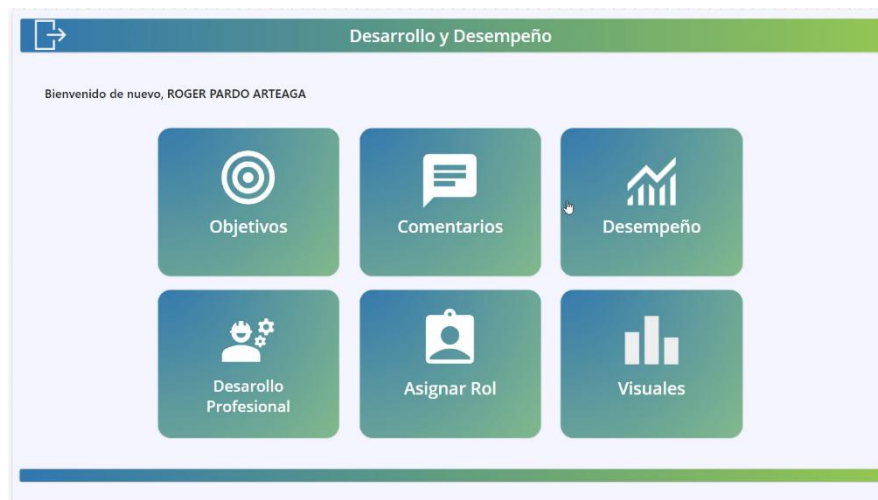 Desarrollo y Desempeño
Bienvenido de nuevo, ROGER PARDO ARTEAGA
Objetivos
Comentarios
Desempeño
Desarollo
Profesional
Asignar Rol
Visuales